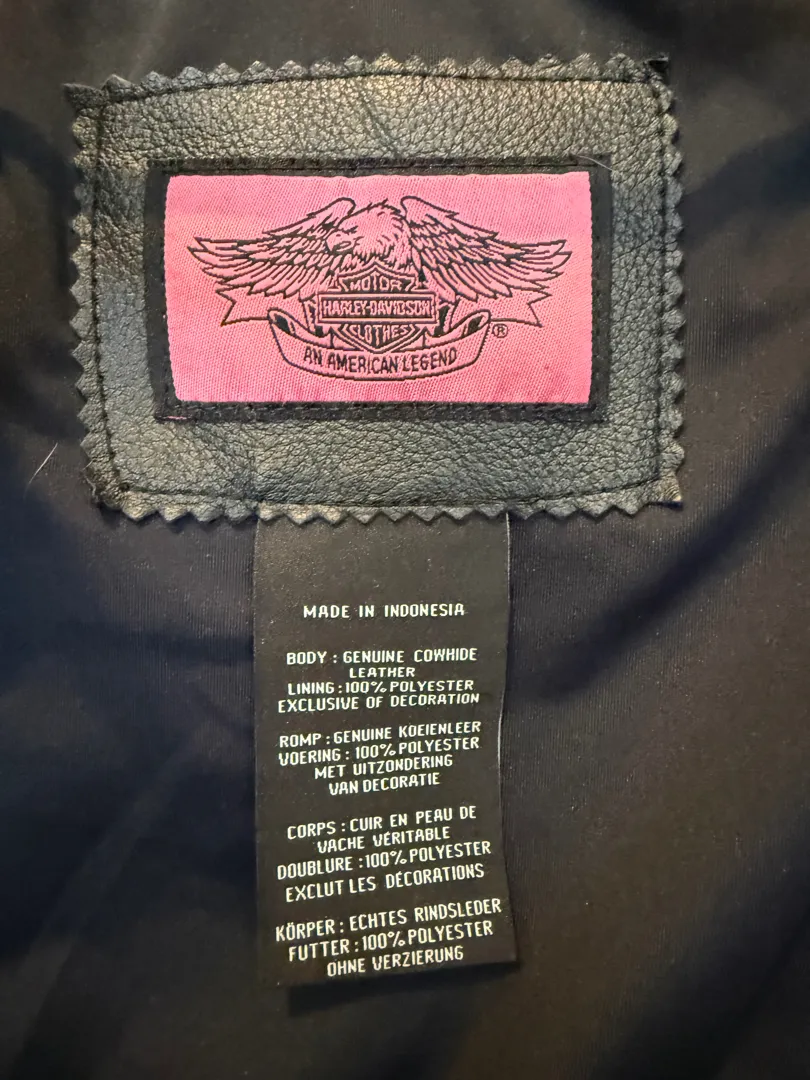 MOTOR
HARLEY-DAVIDSON
CLOTHES
®
AN AMERICAN LEGEND
MADE IN INDONESIA
BODY : GENUINE COWHIDE
LEATHER
LINING : 100% POLYESTER
EXCLUSIVE OF DECORATION
ROMP : GENUINE KOEIENLEER
VOERING : 100% POLYESTER
MET UITZONDERING
VAN DECORATIE
CORPS : CUIR EN PEAU DE
VACHE VÉRITABLE
DOUBLURE : 100% POLYESTER
EXCLUT LES DÉCORATIONS
KÖRPER : ECHTES RINDSLEDER
FUTTER : 100% POLYESTER
OHNE VERZIERUNG